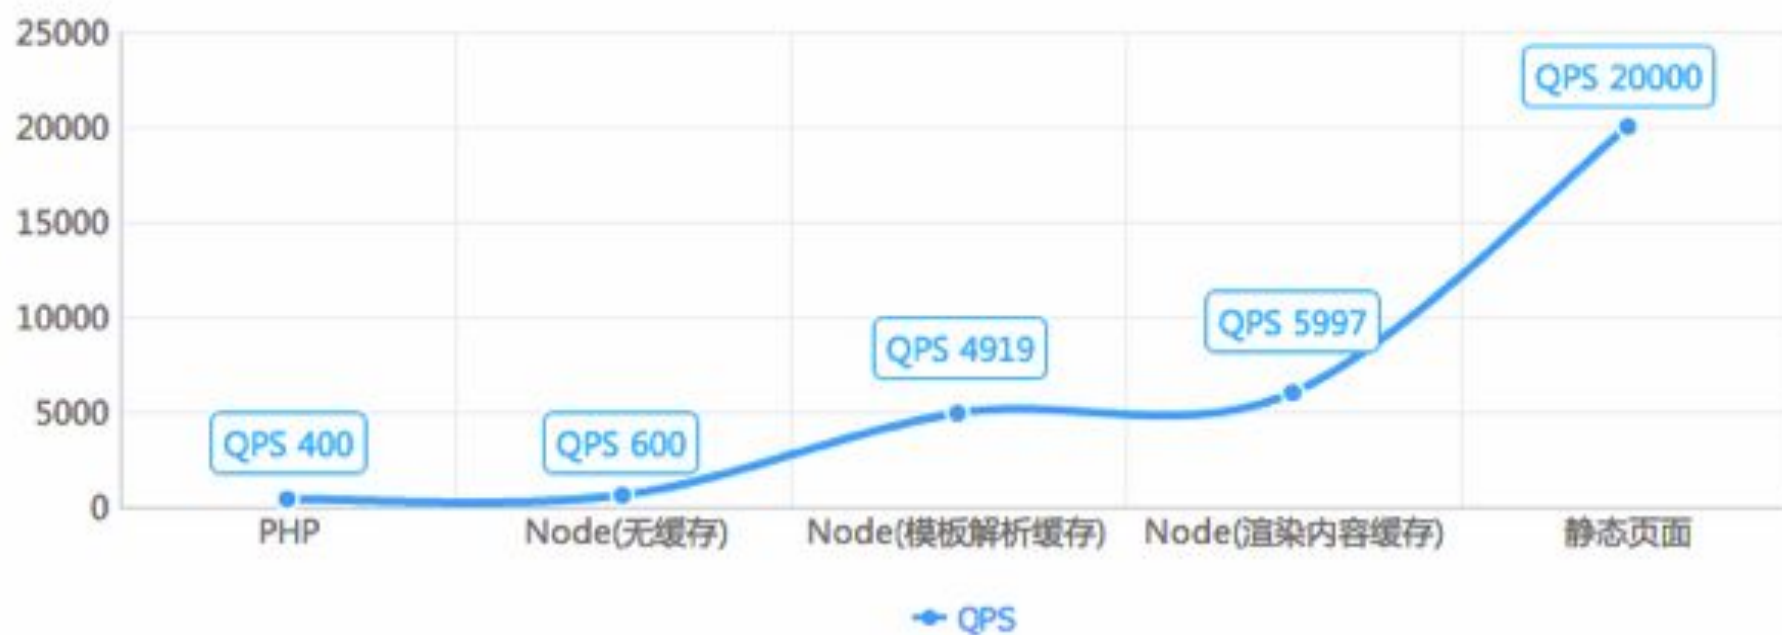 25000
20000
15000
10000
5000
0
QPS 400
QPS 600
QPS 4919
QPS 5997
QPS 20000
PHP
Node(无缓存)
Node(模板解析缓存)
Node(渲染内容缓存)
静态页面
QPS